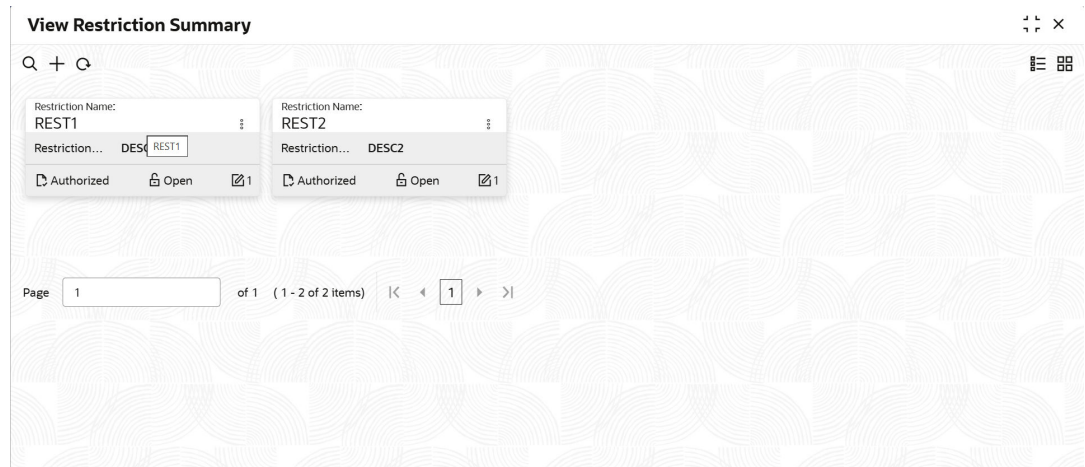 View Restriction Summary
Restriction Name: Restriction Name:
REST1 REST2
Restriction... DESC REST1 Restriction... DESC2
Authorized Open 1 Authorized Open 1
Page 1 of 1 ( 1 - 2 of 2 items) 1